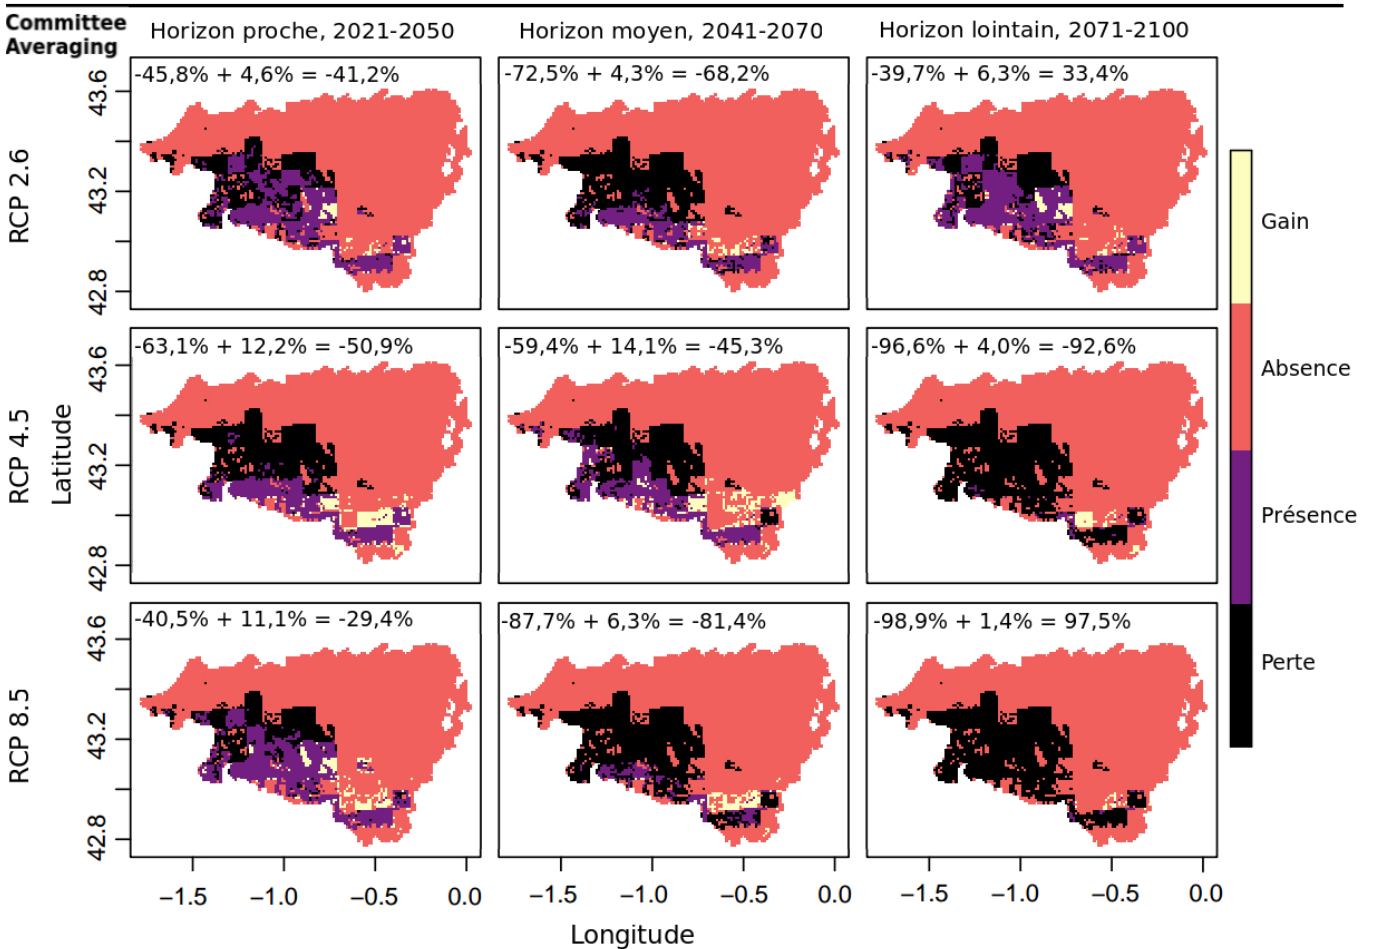 Committee
Averaging
Horizon proche, 2021-2050
Horizon moyen, 2041-2070
Horizon lointain, 2071-2100
RCP 2.6
43.6
43.2
42.8
-45,8% + 4,6% = -41,2%
-72,5% + 4,3% = -68,2%
-39,7% + 6,3% = 33,4%
RCP 4.5
Latitude
43.6
43.2
42.8
-63,1% + 12,2% = -50,9%
-59,4% + 14,1% = -45,3%
-96,6% + 4,0% = -92,6%
RCP 8.5
43.6
43.2
42.8
-40,5% + 11,1% = -29,4%
-87,7% + 6,3% = -81,4%
-98,9% + 1,4% = 97,5%
−1.5 −1.0 −0.5 0.0
−1.5 −1.0 −0.5 0.0
−1.5 −1.0 −0.5 0.0
Longitude
Gain
Absence
Présence
Perte